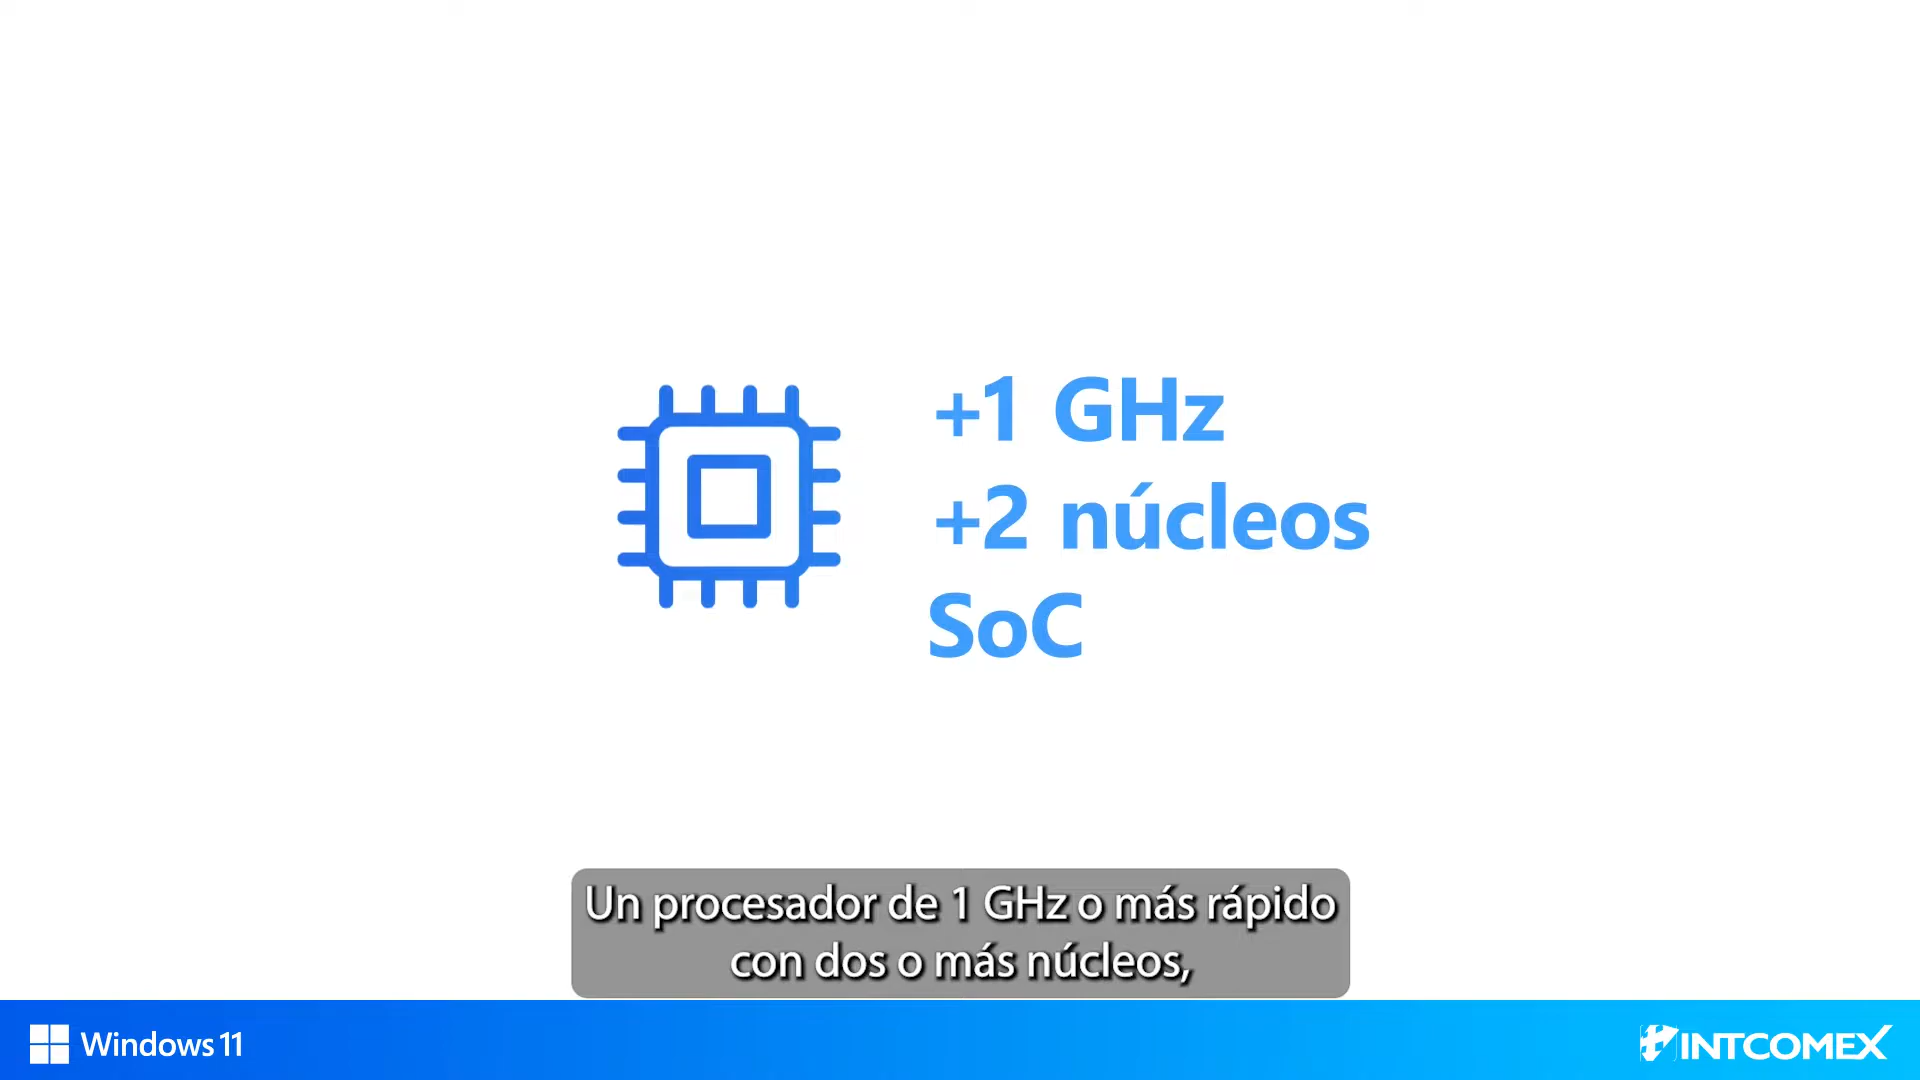 +1 GHz
+2 núcleos
SoC
Un procesador de 1 GHz o más rápido
con dos o más núcleos,
Windows 11
INTCOMEX